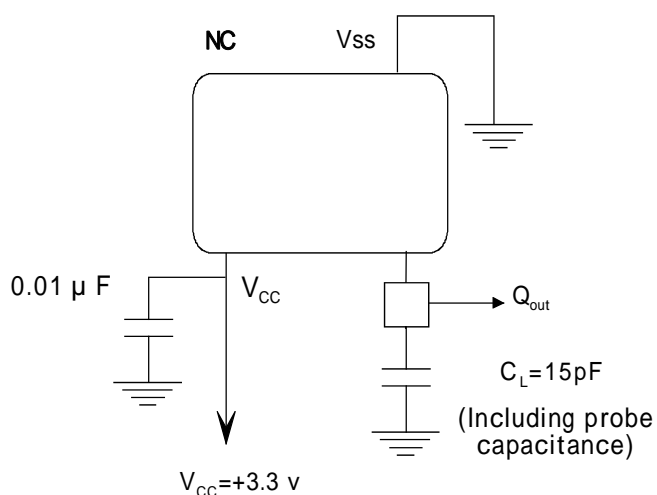 NC
Vss
0.01 µ F
V_CC
Q_out
C_L=15pF
(Including probe
capacitance)
V_CC=+3.3 v